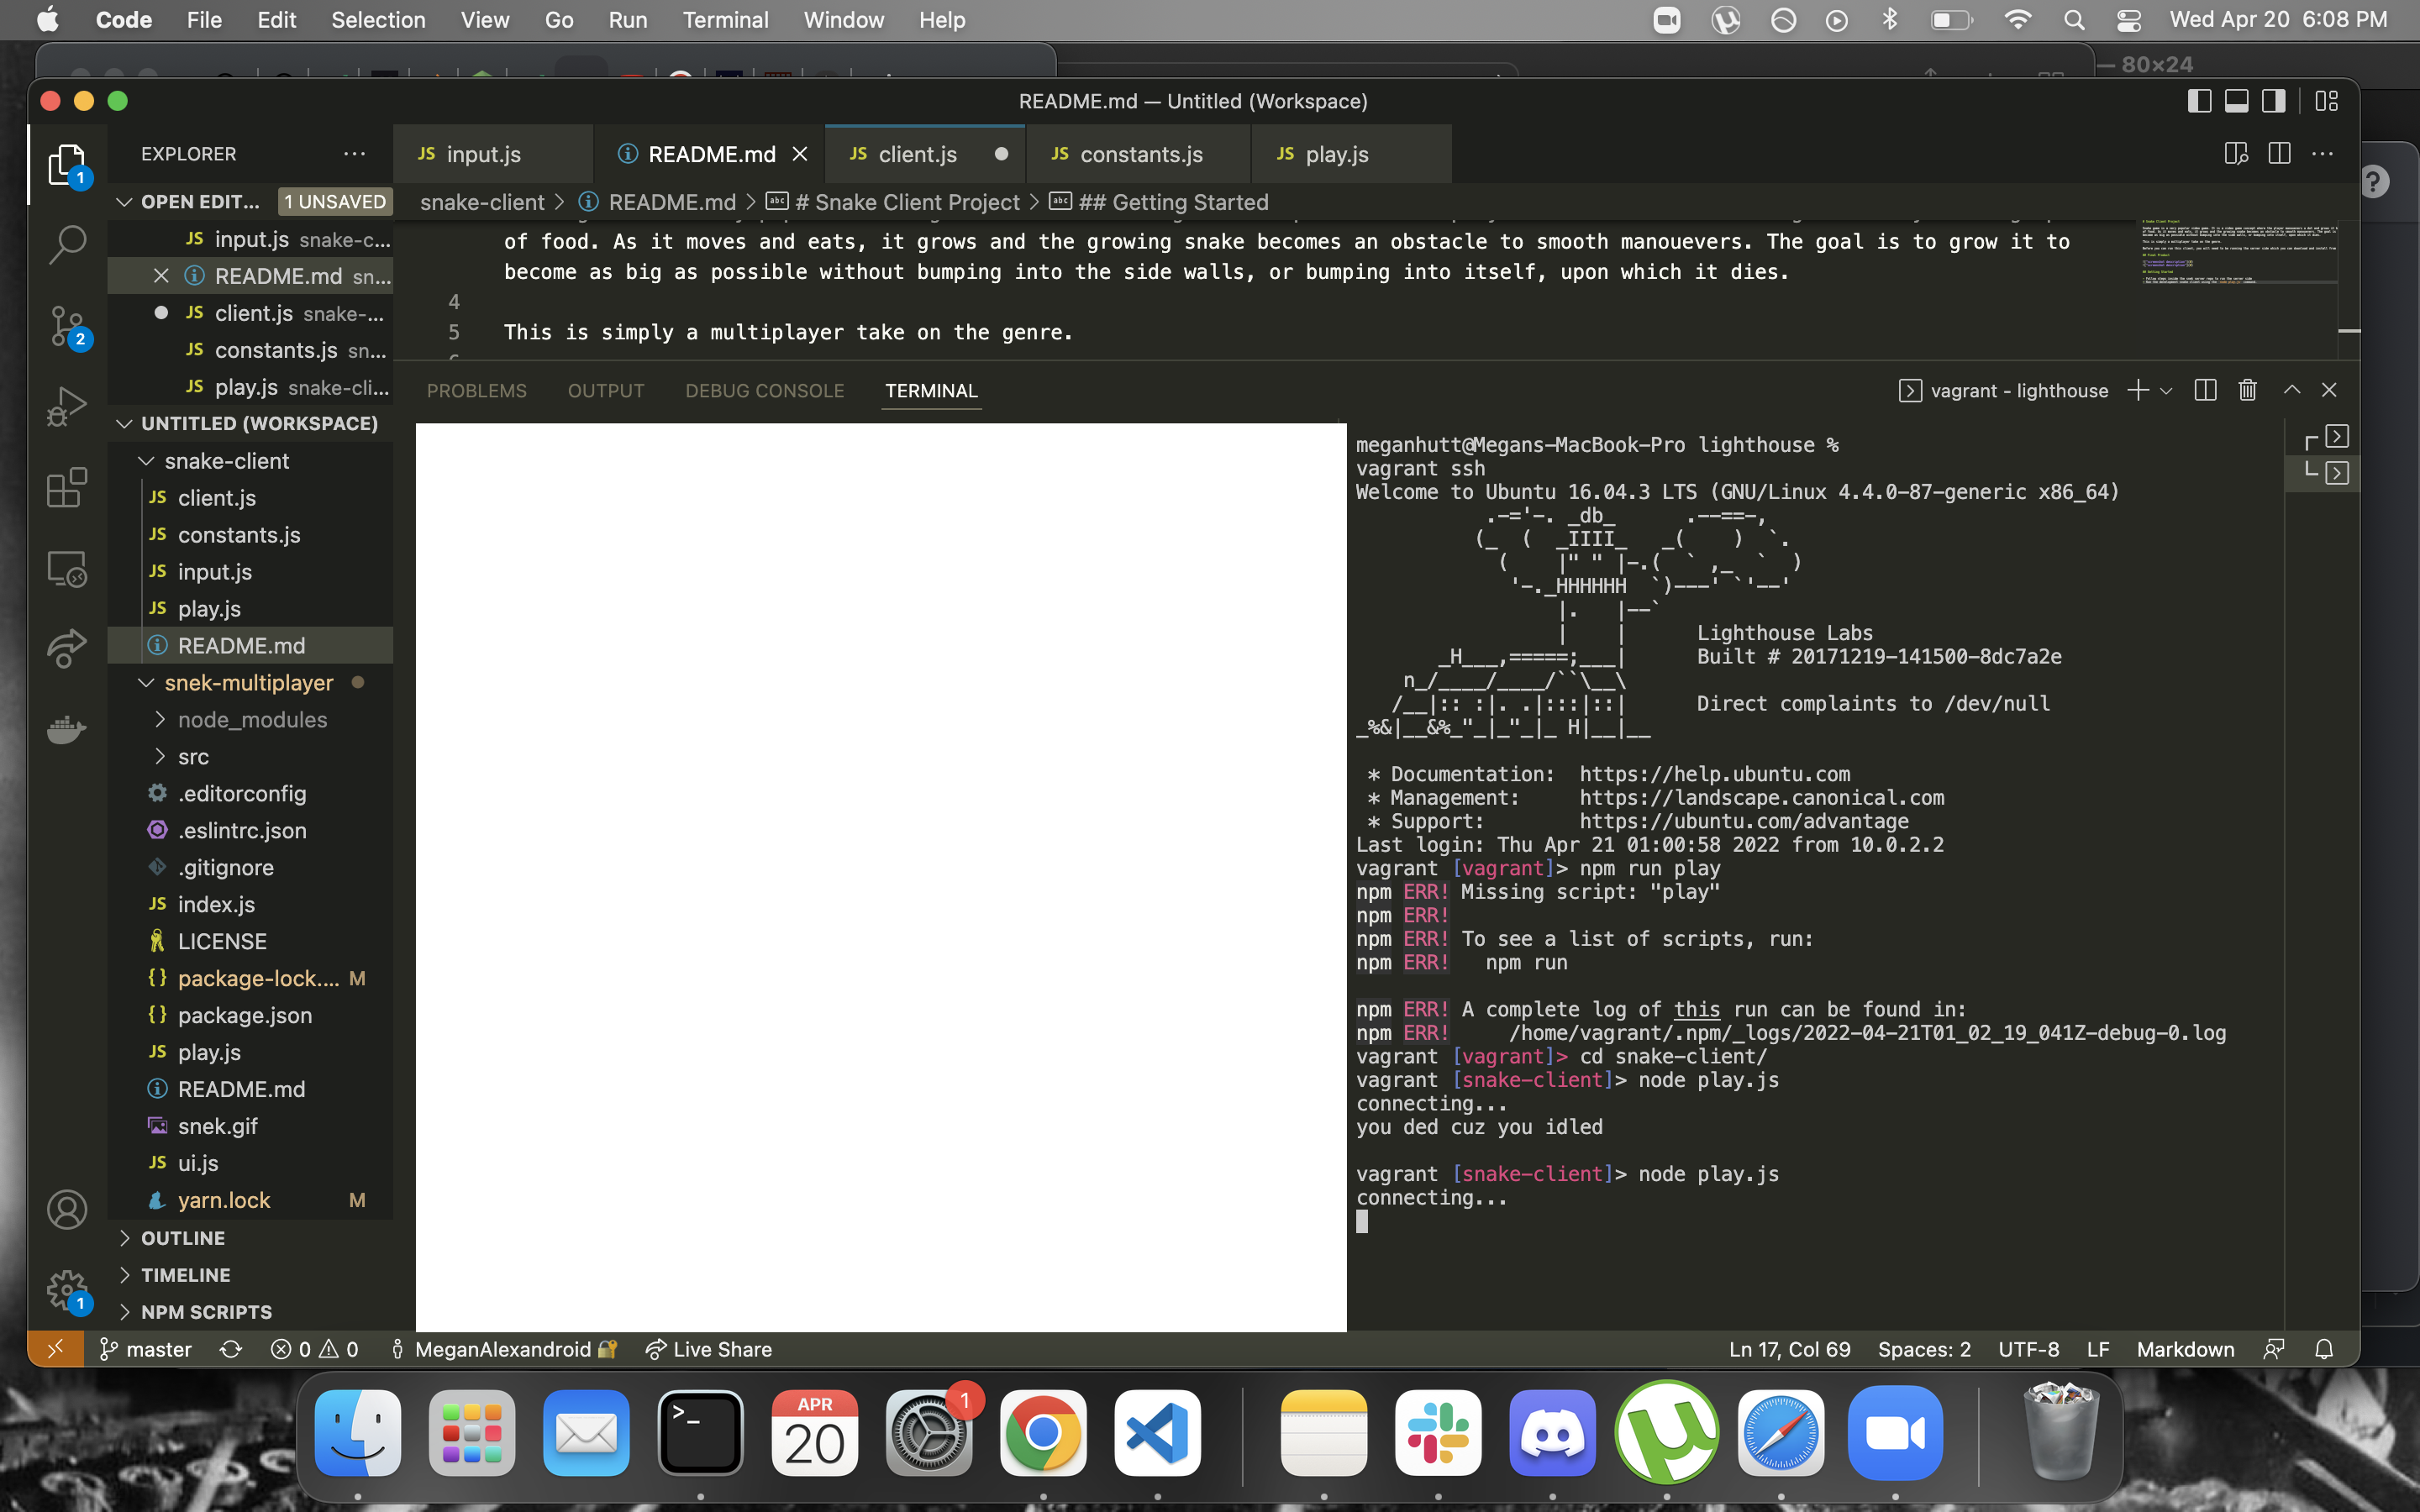 Code File Edit Selection View Go Run Terminal Window Help Wed Apr 20 6:08 PM
— 80×24
README.md — Untitled (Workspace)
EXPLORER
JS input.js README.md JS client.js JS constants.js JS play.js
OPEN EDIT... 1 UNSAVED
snake-client > README.md > # Snake Client Project > ## Getting Started
JS input.js snake-c...
README.md sn...
JS client.js snake-...
JS constants.js sn...
JS play.js snake-cli...
of food. As it moves and eats, it grows and the growing snake becomes an obstacle to smooth manouevers. The goal is to grow it to
become as big as possible without bumping into the side walls, or bumping into itself, upon which it dies.
4
5 This is simply a multiplayer take on the genre.
UNTITLED (WORKSPACE)
snake-client
JS client.js
JS constants.js
JS input.js
JS play.js
README.md
snek-multiplayer
node_modules
src
.editorconfig
.eslintrc.json
.gitignore
JS index.js
LICENSE
{} package-lock.... M
{} package.json
JS play.js
README.md
snek.gif
JS ui.js
yarn.lock M
OUTLINE
TIMELINE
NPM SCRIPTS
PROBLEMS OUTPUT DEBUG CONSOLE TERMINAL vagrant - lighthouse
meganhutt@Megans-MacBook-Pro lighthouse %
vagrant ssh
Welcome to Ubuntu 16.04.3 LTS (GNU/Linux 4.4.0-87-generic x86_64)
Lighthouse Labs
Built # 20171219-141500-8dc7a2e
Direct complaints to /dev/null
* Documentation: https://help.ubuntu.com
* Management: https://landscape.canonical.com
* Support: https://ubuntu.com/advantage
Last login: Thu Apr 21 01:00:58 2022 from 10.0.2.2
vagrant [vagrant]> npm run play
npm ERR! Missing script: "play"
npm ERR!
npm ERR! To see a list of scripts, run:
npm ERR! npm run
npm ERR! A complete log of this run can be found in:
npm ERR! /home/vagrant/.npm/_logs/2022-04-21T01_02_19_041Z-debug-0.log
vagrant [vagrant]> cd snake-client/
vagrant [snake-client]> node play.js
connecting...
you ded cuz you idled
vagrant [snake-client]> node play.js
connecting...
master 0 0 MeganAlexandroid Live Share Ln 17, Col 69 Spaces: 2 UTF-8 LF Markdown
APR
20
1